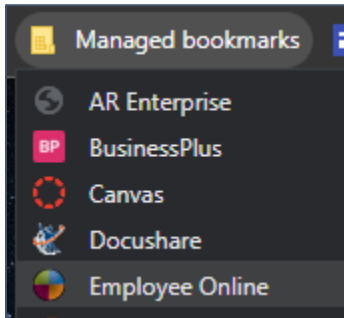 Managed bookmarks
AR Enterprise
BP BusinessPlus
Canvas
Docushare
Employee Online